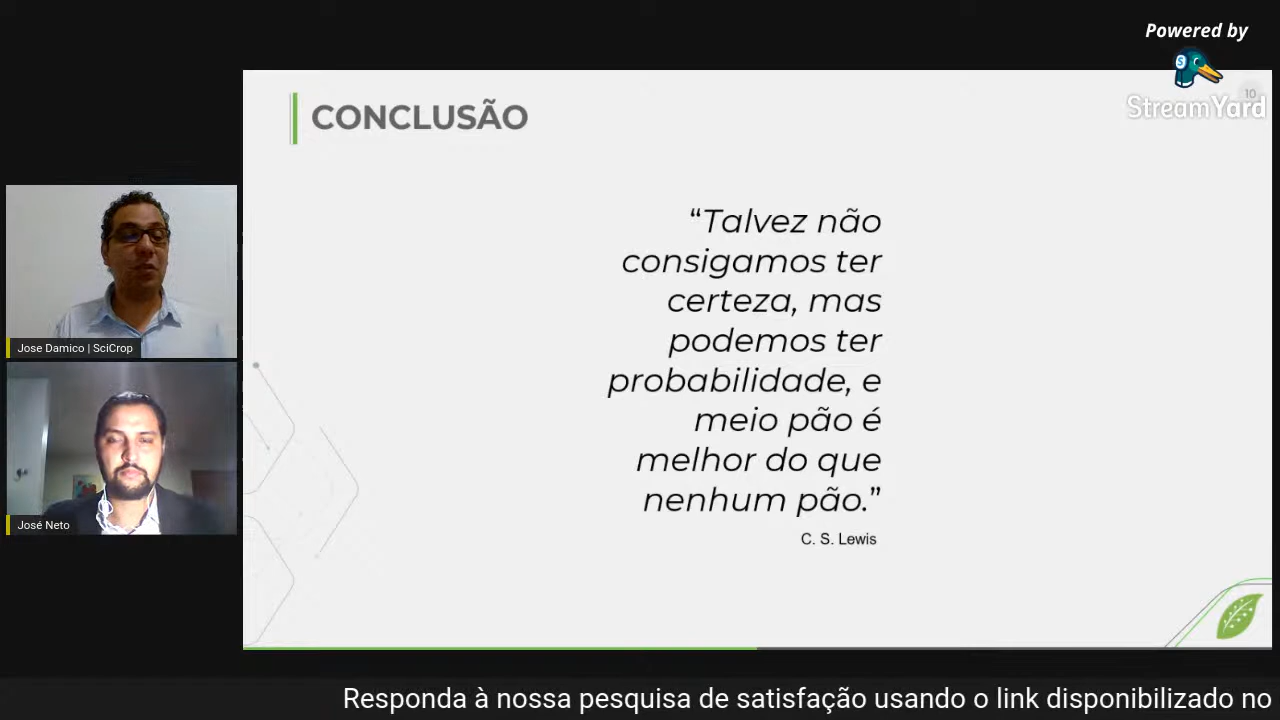 Powered by
StreamYard
10
CONCLUSÃO
“Talvez não
consigamos ter
certeza, mas
podemos ter
probabilidade, e
meio pão é
melhor do que
nenhum pão.”
C. S. Lewis
Jose Damico | SciCrop
José Neto
Responda à nossa pesquisa de satisfação usando o link disponibilizado no